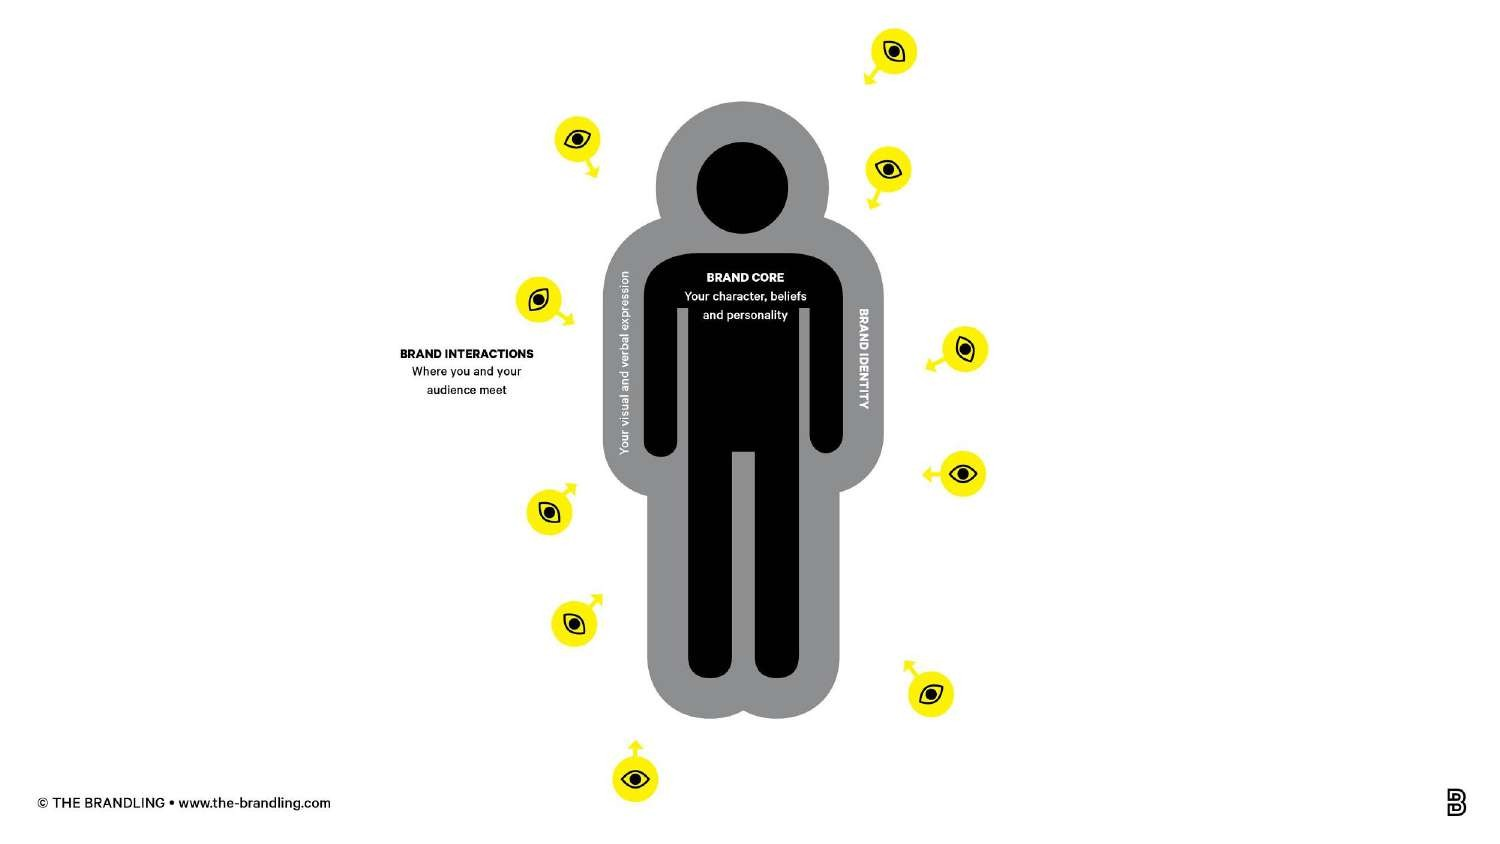 BRAND CORE
Your character, beliefs
and personality
Your visual and verbal expression
BRAND IDENTITY
BRAND INTERACTIONS
Where you and your
audience meet
© THE BRANDLING • www.the-brandling.com
B